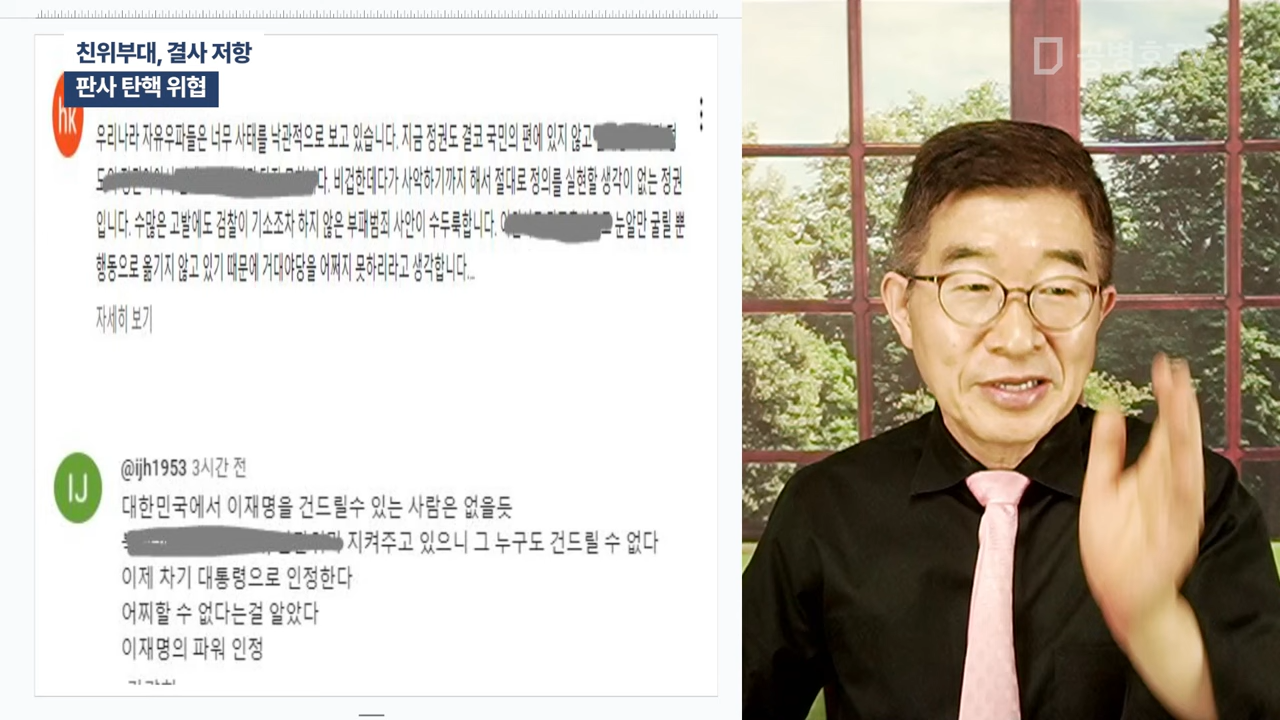 친위부대, 결사 저항
판사 탄핵 위협
hk
우리나라 자유우파들은 너무 사태를 낙관적으로 보고 있습니다. 지금 정권도 결코 국민의 편에 있지 않고
다. 비겁한데다가 사악하기까지 해서 절대로 정의를 실현할 생각이 없는 정권
입니다. 수많은 고발에도 검찰이 기소조차 하지 않은 부패범죄 사안이 수두룩합니다. 눈알만 굴릴 뿐
행동으로 옮기지 않고 있기 때문에 거대야당을 어쩌지 못하리라고 생각합니다...
자세히 보기
IJ
@ijh1953 3시간 전
대한민국에서 이재명을 건드릴수 있는 사람은 없을듯
지켜주고 있으니 그 누구도 건드릴 수 없다
이제 차기 대통령으로 인정한다
어찌할 수 없다는걸 알았다
이재명의 파워 인정